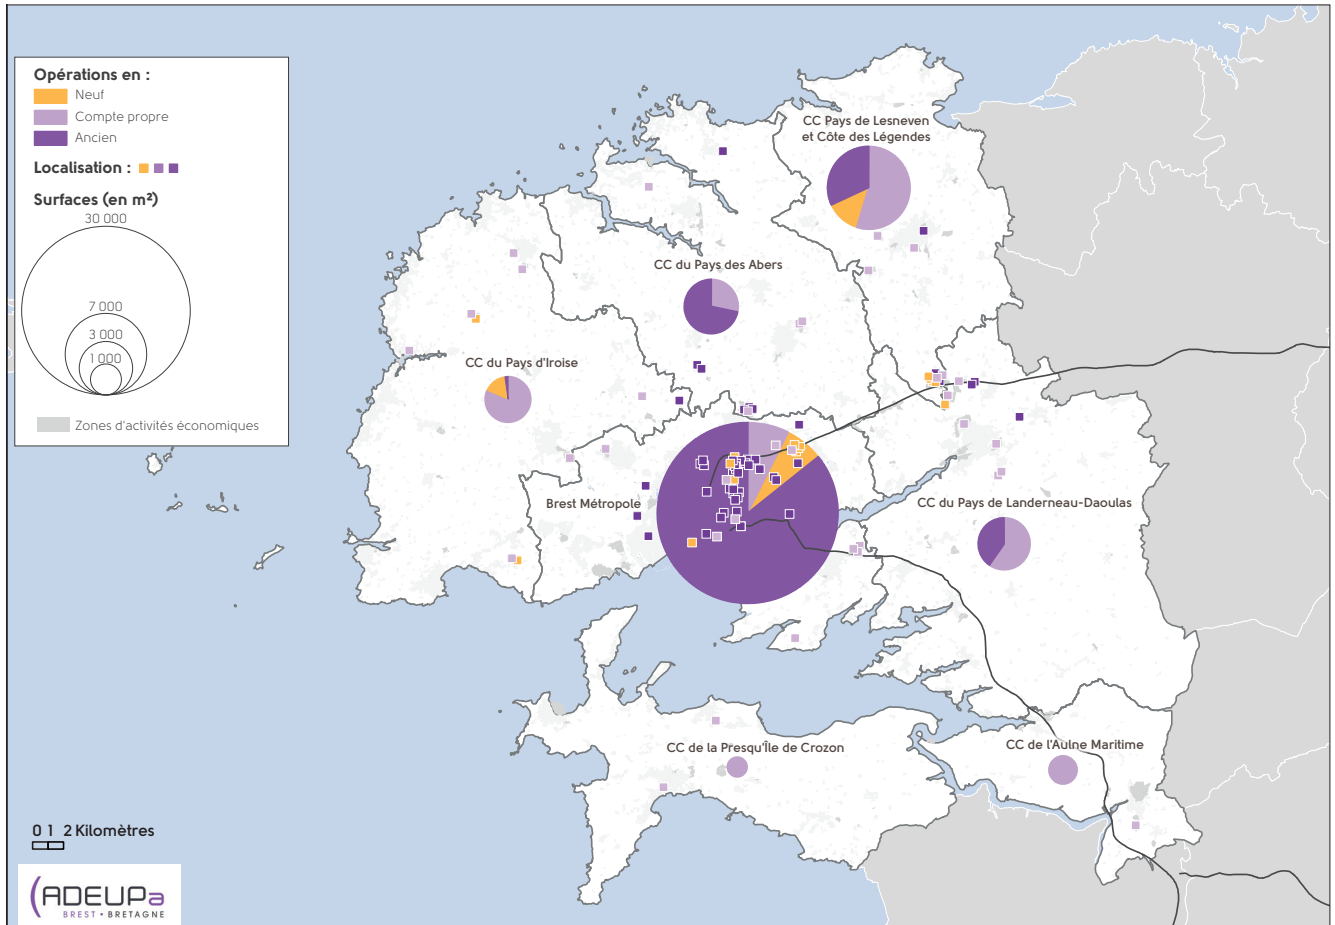 Opérations en :
Neuf
Compte propre
Ancien
Localisation :
Surfaces (en m²)
30 000
7 000
3 000
1 000
Zones d'activités économiques
CC Pays de Lesneven
et Côte des Légendes
CC du Pays des Abers
CC du Pays d'Iroise
Brest Métropole
CC du Pays de Landerneau-Daoulas
CC de la Presqu'Île de Crozon
CC de l'Aulne Maritime
0 1 2 Kilomètres
ADEUPa
BREST • BRETAGNE